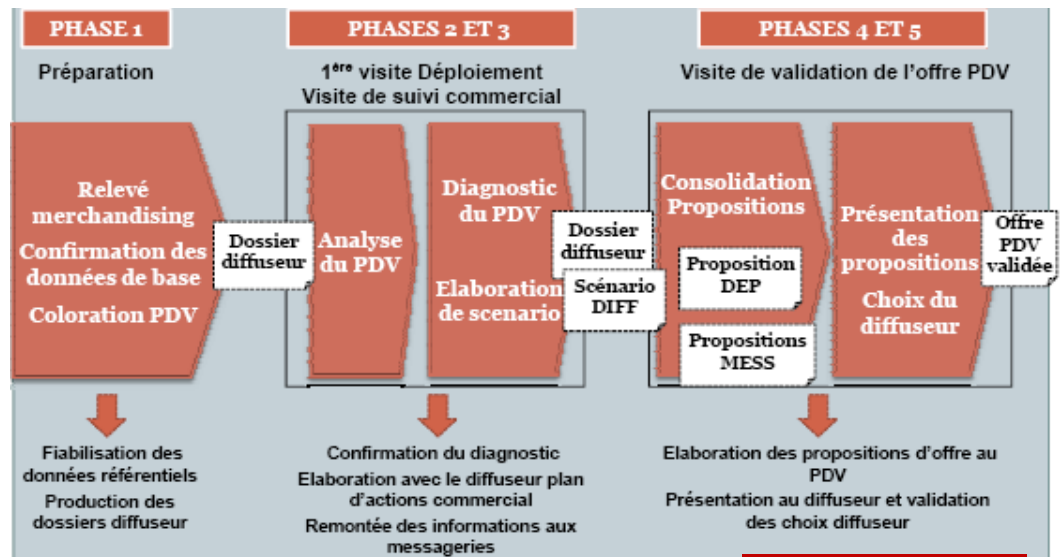 PHASE 1
Préparation
Relevé
merchandising
Confirmation des
données de base
Coloration PDV
Dossier
diffuseur
Fiabilisation des
données référentiels
Production des
dossiers diffuseur
PHASES 2 ET 3
1ère visite Déploiement
Visite de suivi commercial
Analyse
du PDV
Diagnostic
du PDV
Elaboration
de scenario
Dossier
diffuseur
Scénario
DIFF
Confirmation du diagnostic
Elaboration avec le diffuseur plan
d'actions commercial
Remontée des informations aux
messageries
PHASES 4 ET 5
Visite de validation de l'offre PDV
Consolidation
Propositions
Proposition
DEP
Propositions
MESS
Présentation
des
propositions
Choix du
diffuseur
Offre
PDV
validée
Elaboration des propositions d'offre au
PDV
Présentation au diffuseur et validation
des choix diffuseur